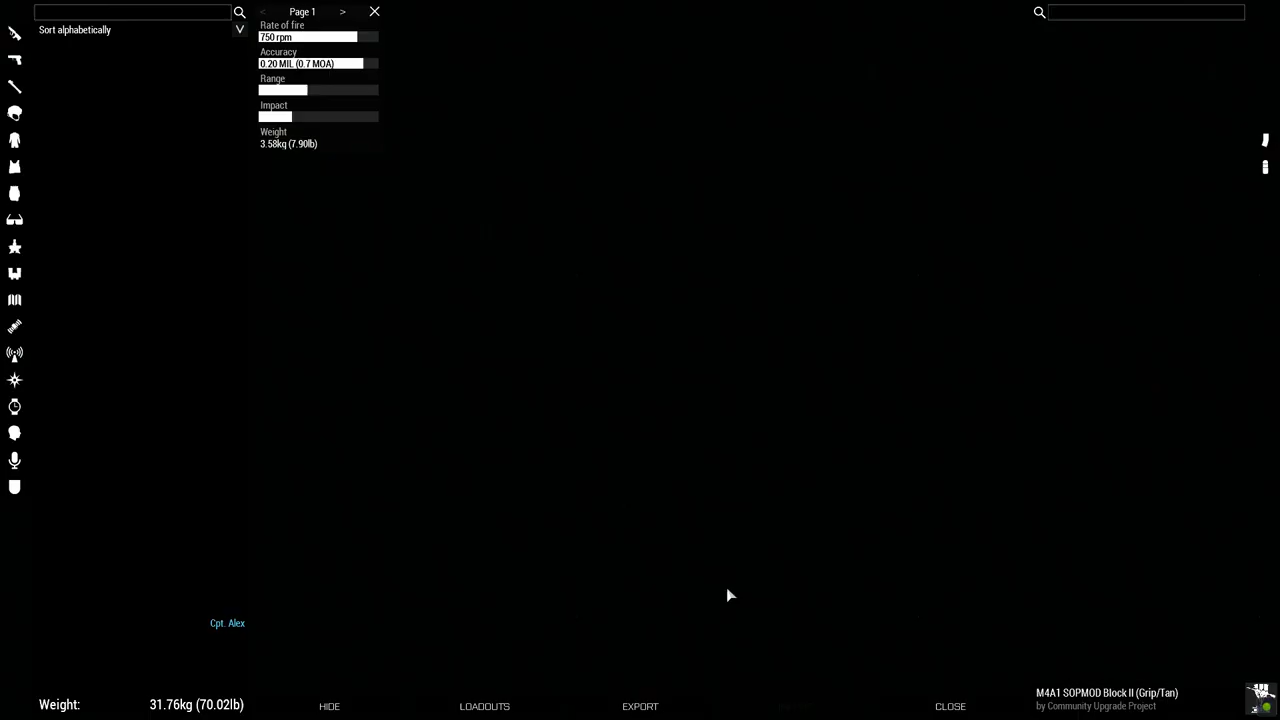 Sort alphabetically
V
< Page 1 >
Rate of fire
750 rpm
Accuracy
0.20 MIL (0.7 MOA)
Range
Impact
Weight
3.58kg (7.90lb)
Cpt. Alex
Weight: 31.76kg (70.02lb)
HIDE
LOADOUTS
EXPORT
CLOSE
M4A1 SOPMOD Block II (Grip/Tan)
by Community Upgrade Project